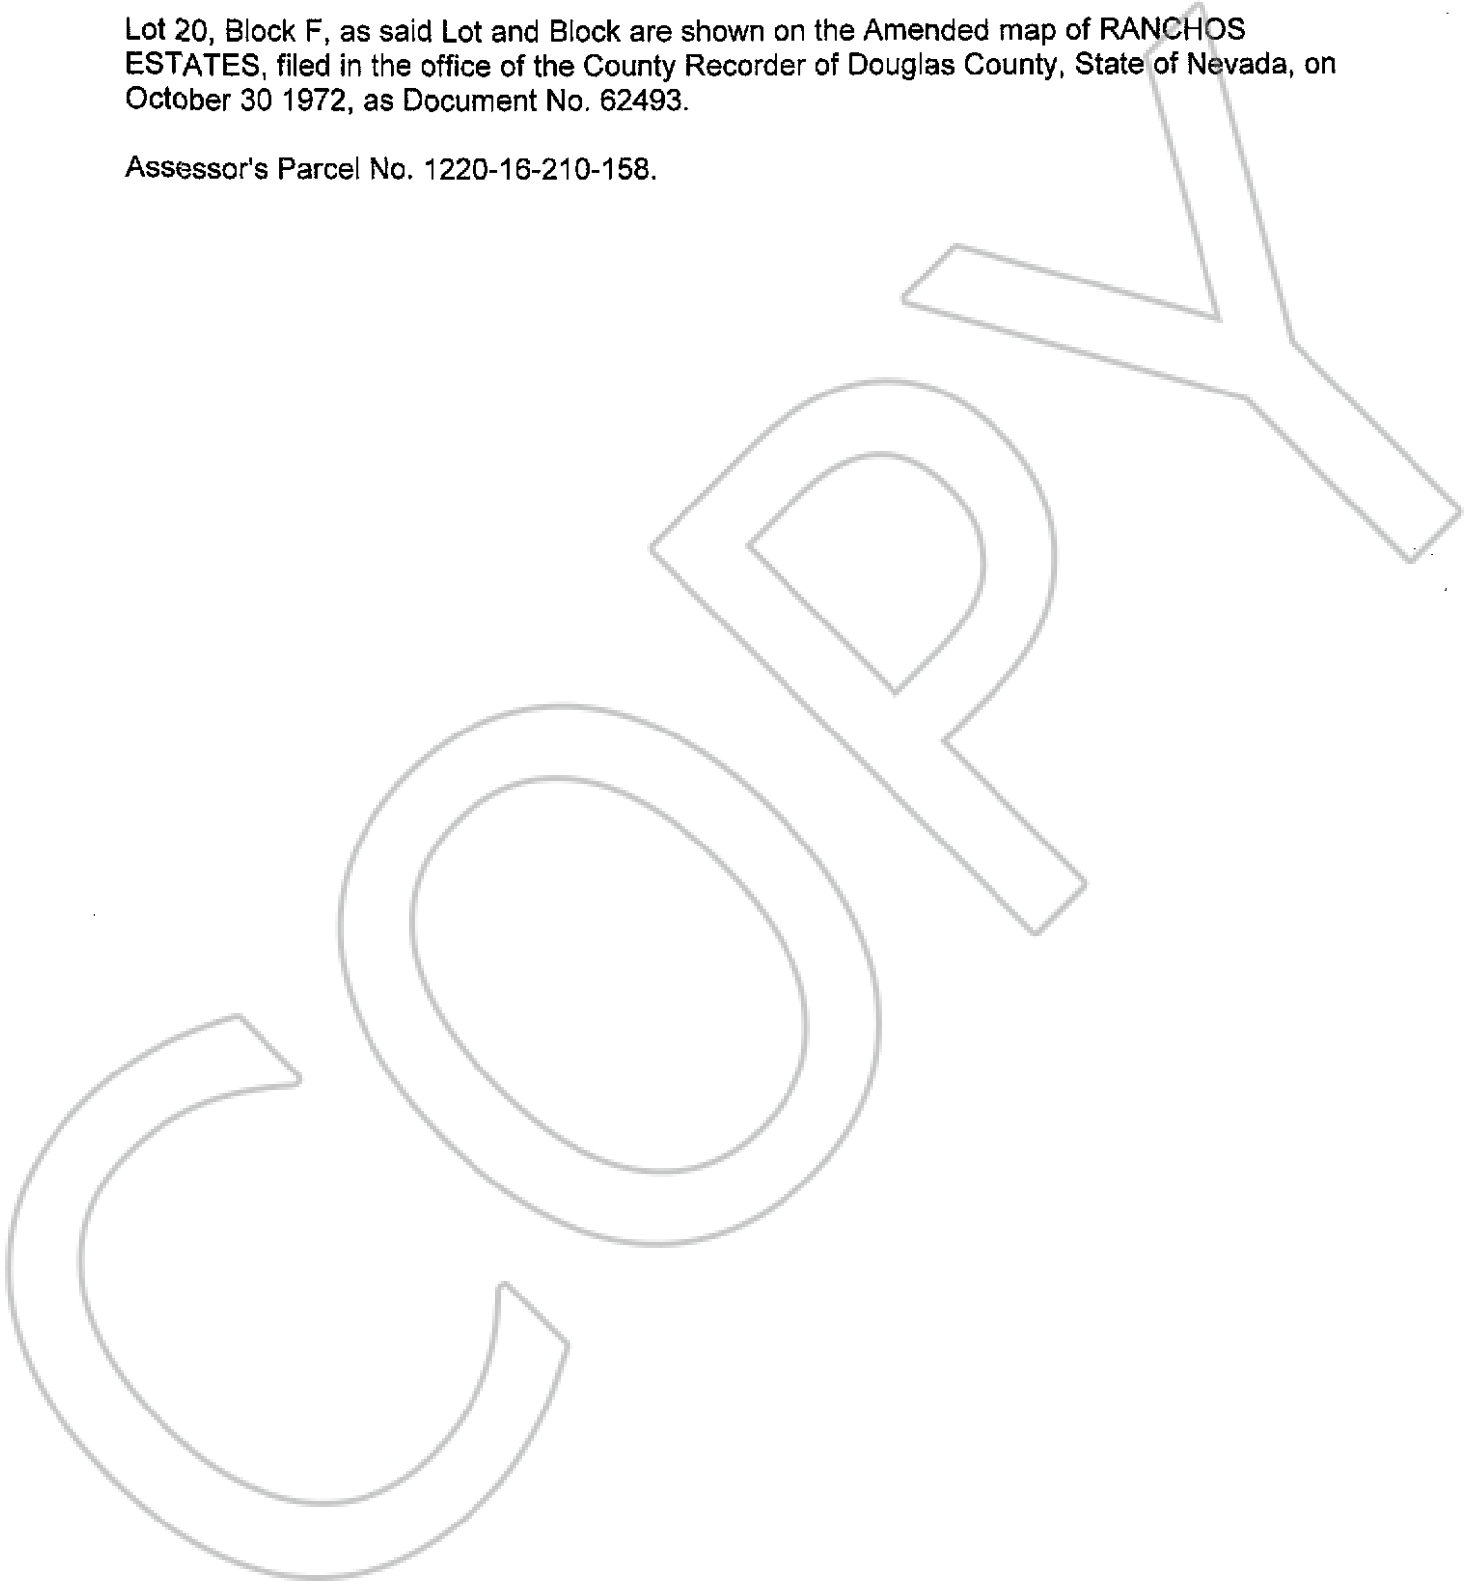 Lot 20, Block F, as said Lot and Block are shown on the Amended map of RANCHOS
ESTATES, filed in the office of the County Recorder of Douglas County, State of Nevada, on
October 30 1972, as Document No. 62493.
Assessor's Parcel No. 1220-16-210-158.
COPY